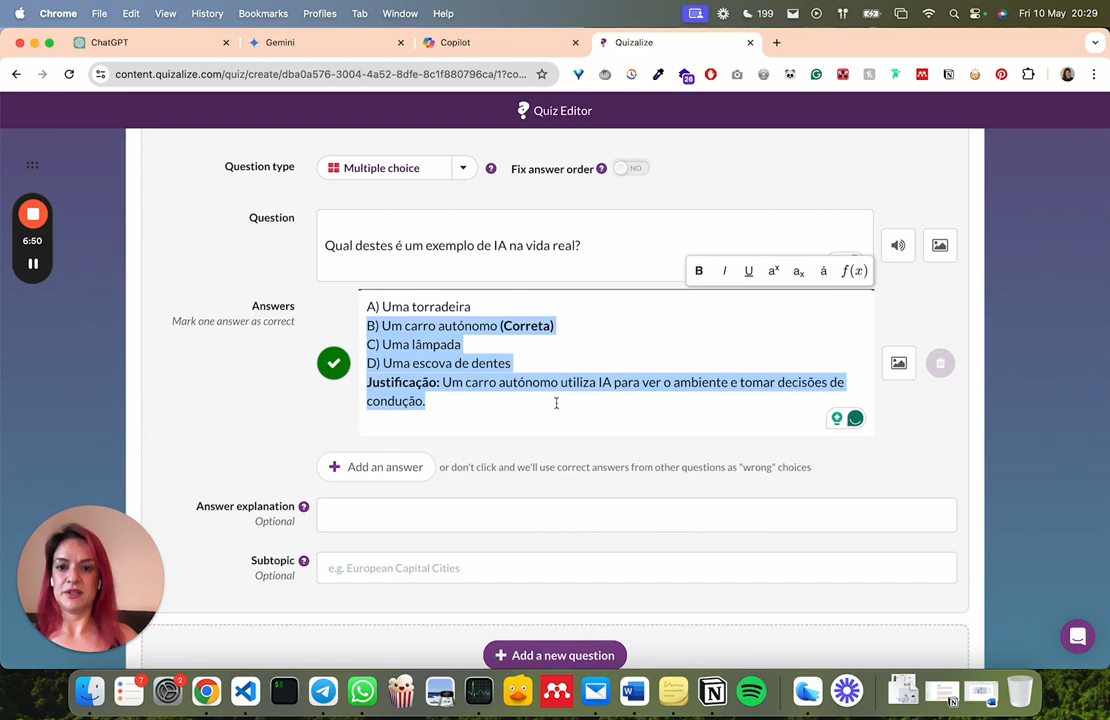 Chrome File Edit View History Bookmarks Profiles Tab Window Help 199 Fri 10 May 20:29
ChatGPT Gemini Copilot Quizalize
content.quizalize.com/quiz/create/dba0a576-3004-4a52-8dfe-8c1f880796ca/1?co...
26
Quiz Editor
Question type Multiple choice Fix answer order NO
Question
Qual destes é um exemplo de IA na vida real?
6:50
B I U aˣ aₓ á f(x)
Answers
Mark one answer as correct
A) Uma torradeira
B) Um carro autónomo (Correta)
C) Uma lâmpada
D) Uma escova de dentes
Justificação: Um carro autónomo utiliza IA para ver o ambiente e tomar decisões de
condução.
+ Add an answer or don't click and we'll use correct answers from other questions as "wrong" choices
Answer explanation
Optional
Subtopic
Optional
e.g. European Capital Cities
+ Add a new question
7 2